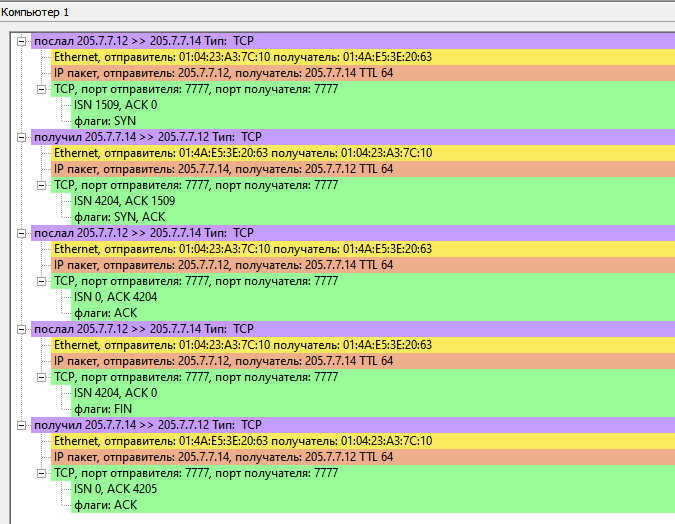 Компьютер 1
послал 205.7.7.12 >> 205.7.7.14 Тип: TCP
Ethernet, отправитель: 01:04:23:A3:7C:10 получатель: 01:4A:E5:3E:20:63
IP пакет, отправитель: 205.7.7.12, получатель: 205.7.7.14 TTL 64
TCP, порт отправителя: 7777, порт получателя: 7777
ISN 1509, ACK 0
флаги: SYN
получил 205.7.7.14 >> 205.7.7.12 Тип: TCP
Ethernet, отправитель: 01:4A:E5:3E:20:63 получатель: 01:04:23:A3:7C:10
IP пакет, отправитель: 205.7.7.14, получатель: 205.7.7.12 TTL 64
TCP, порт отправителя: 7777, порт получателя: 7777
ISN 4204, ACK 1509
флаги: SYN, ACK
послал 205.7.7.12 >> 205.7.7.14 Тип: TCP
Ethernet, отправитель: 01:04:23:A3:7C:10 получатель: 01:4A:E5:3E:20:63
IP пакет, отправитель: 205.7.7.12, получатель: 205.7.7.14 TTL 64
TCP, порт отправителя: 7777, порт получателя: 7777
ISN 0, ACK 4204
флаги: ACK
послал 205.7.7.12 >> 205.7.7.14 Тип: TCP
Ethernet, отправитель: 01:04:23:A3:7C:10 получатель: 01:4A:E5:3E:20:63
IP пакет, отправитель: 205.7.7.12, получатель: 205.7.7.14 TTL 64
TCP, порт отправителя: 7777, порт получателя: 7777
ISN 4204, ACK 0
флаги: FIN
получил 205.7.7.14 >> 205.7.7.12 Тип: TCP
Ethernet, отправитель: 01:4A:E5:3E:20:63 получатель: 01:04:23:A3:7C:10
IP пакет, отправитель: 205.7.7.14, получатель: 205.7.7.12 TTL 64
TCP, порт отправителя: 7777, порт получателя: 7777
ISN 0, ACK 4205
флаги: ACK